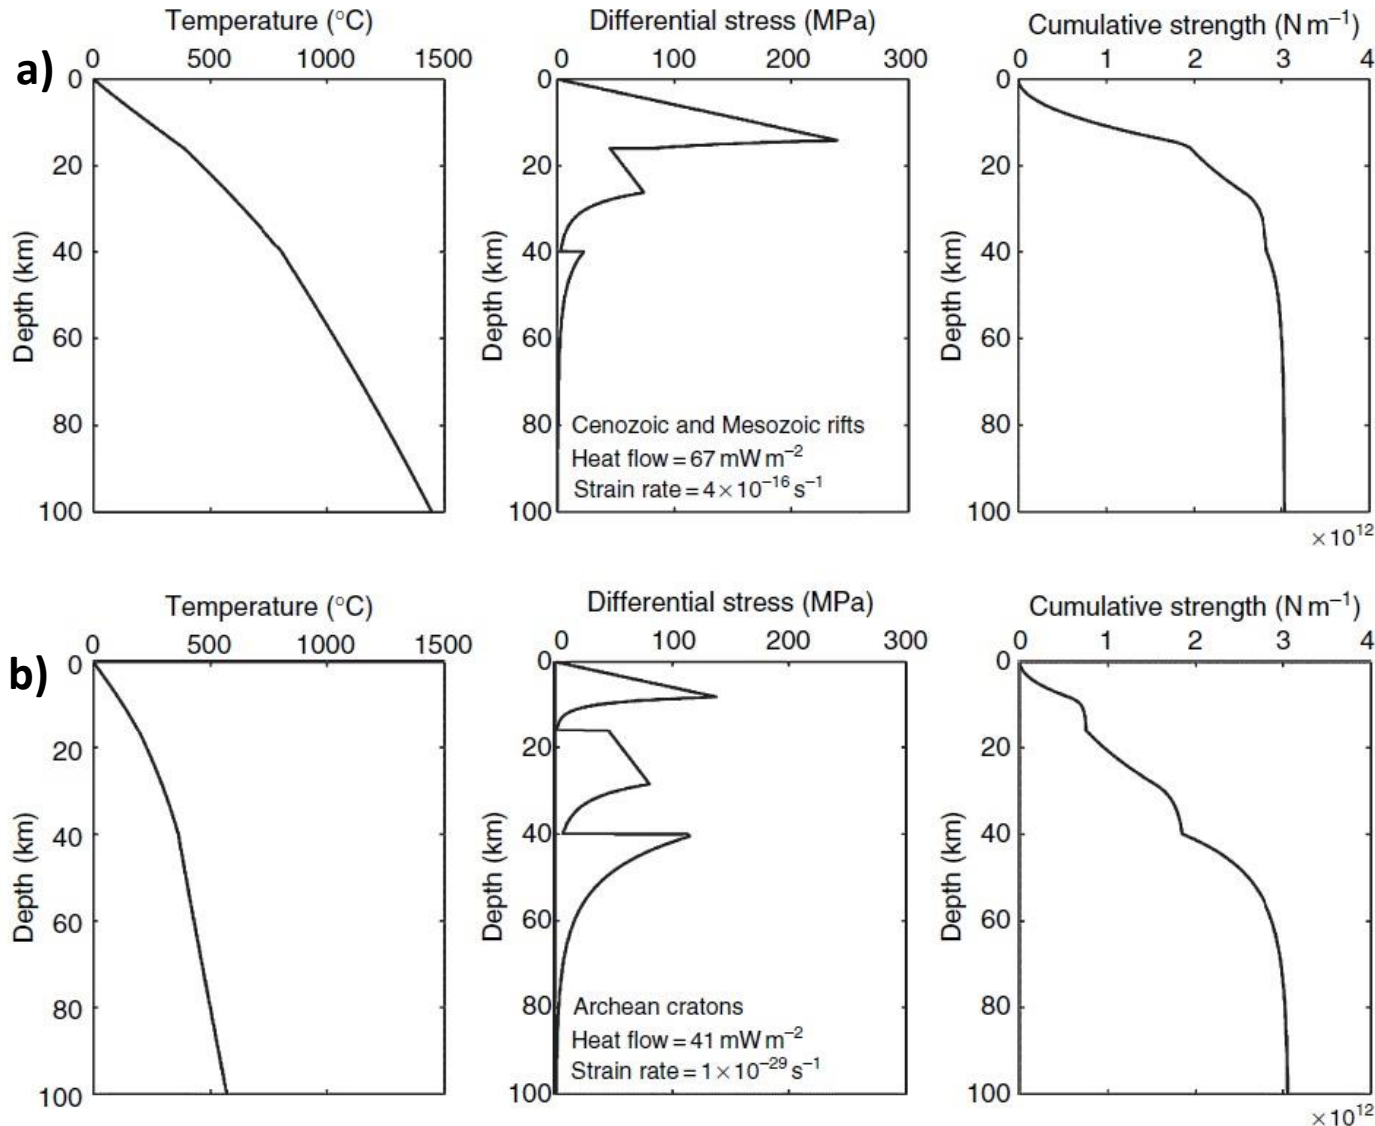 a)
Temperature (°C)
0 500 1000 1500
Depth (km)
0
20
40
60
80
100
Differential stress (MPa)
0 100 200 300
Depth (km)
0
20
40
60
80
100
Cenozoic and Mesozoic rifts
Heat flow = 67 mW m⁻²
Strain rate = 4 × 10⁻¹⁶ s⁻¹
Cumulative strength (N m⁻¹)
0 1 2 3 4
Depth (km)
0
20
40
60
80
100
×10¹²
b)
Temperature (°C)
0 500 1000 1500
Depth (km)
0
20
40
60
80
100
Differential stress (MPa)
0 100 200 300
Depth (km)
0
20
40
60
80
100
Archean cratons
Heat flow = 41 mW m⁻²
Strain rate = 1 × 10⁻²⁹ s⁻¹
Cumulative strength (N m⁻¹)
0 1 2 3 4
Depth (km)
0
20
40
60
80
100
×10¹²